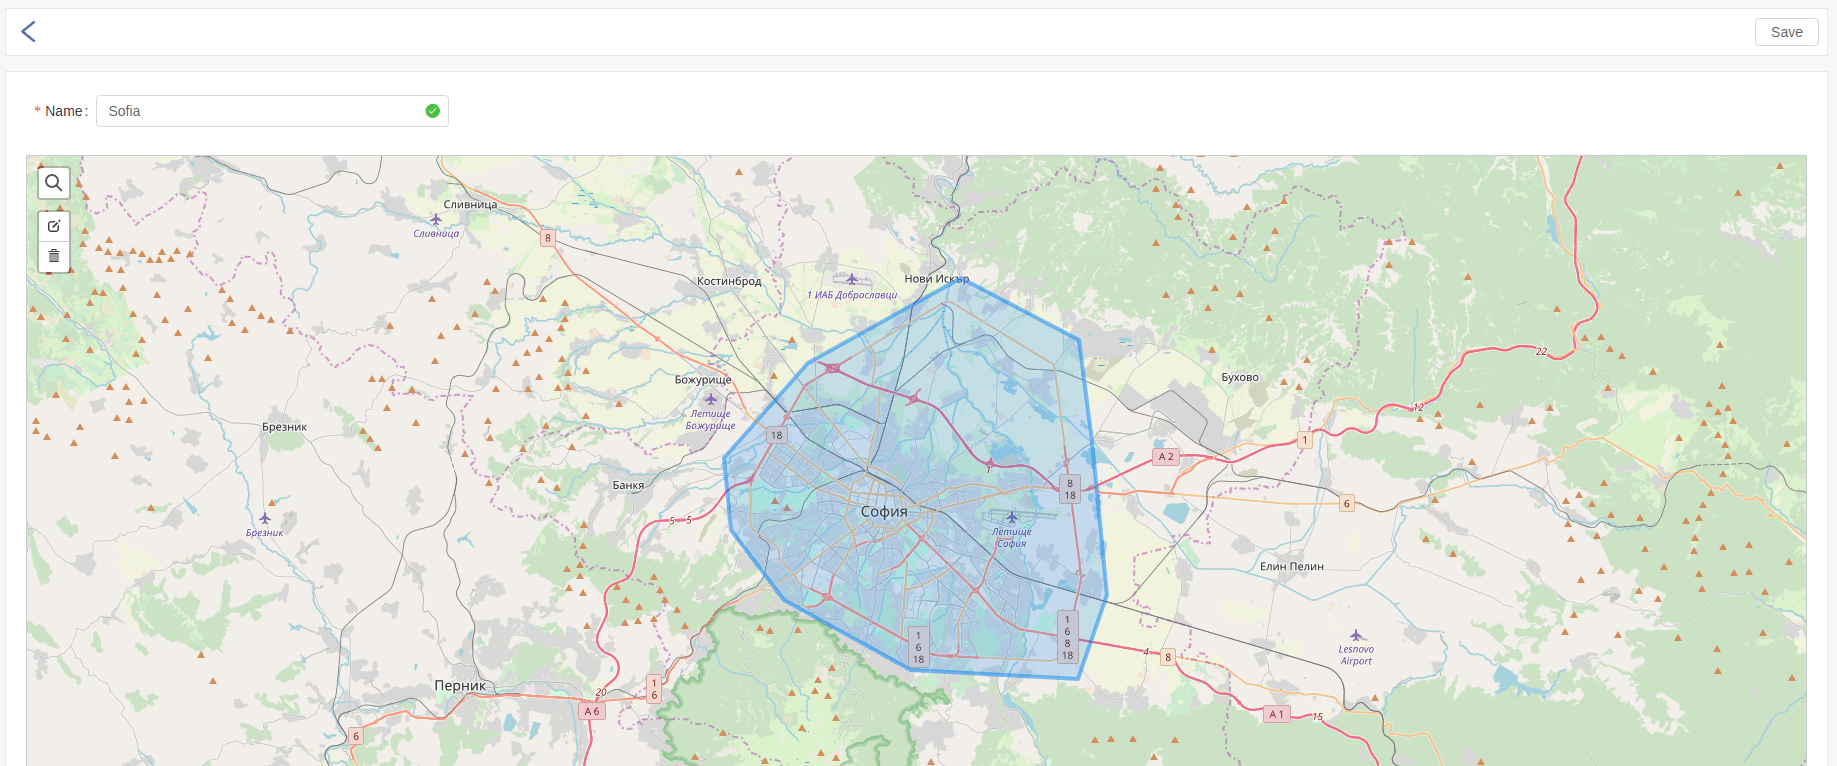 Save
* Name :
Sofia
Сливница
Сливница
8
Костинброд
Нови Искър
1 ИАБ Доброславци
22
Божурище
Бухово
Летище
Божурище
12
Брезник
18
1
A 2
Банкя
1
8
18
6
5
5
София
Брезник
Летище
София
Елин Пелин
1
6
8
18
1
6
18
Lesnovo
Airport
4
8
Перник
1
6
20
A 6
A 1
15
6